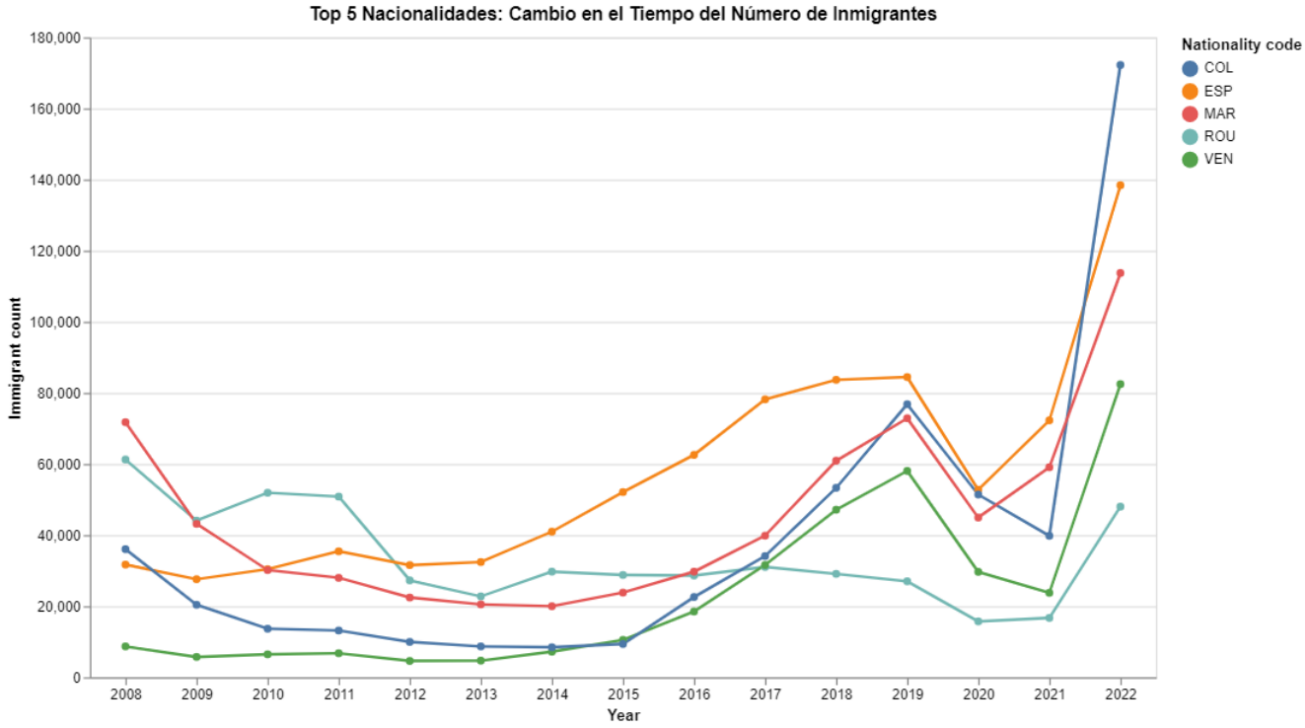 Top 5 Nacionalidades: Cambio en el Tiempo del Número de Inmigrantes
180,000
160,000
140,000
120,000
100,000
80,000
60,000
40,000
20,000
0
Immigrant count
2008 2009 2010 2011 2012 2013 2014 2015 2016 2017 2018 2019 2020 2021 2022
Year
Nationality code
COL
ESP
MAR
ROU
VEN